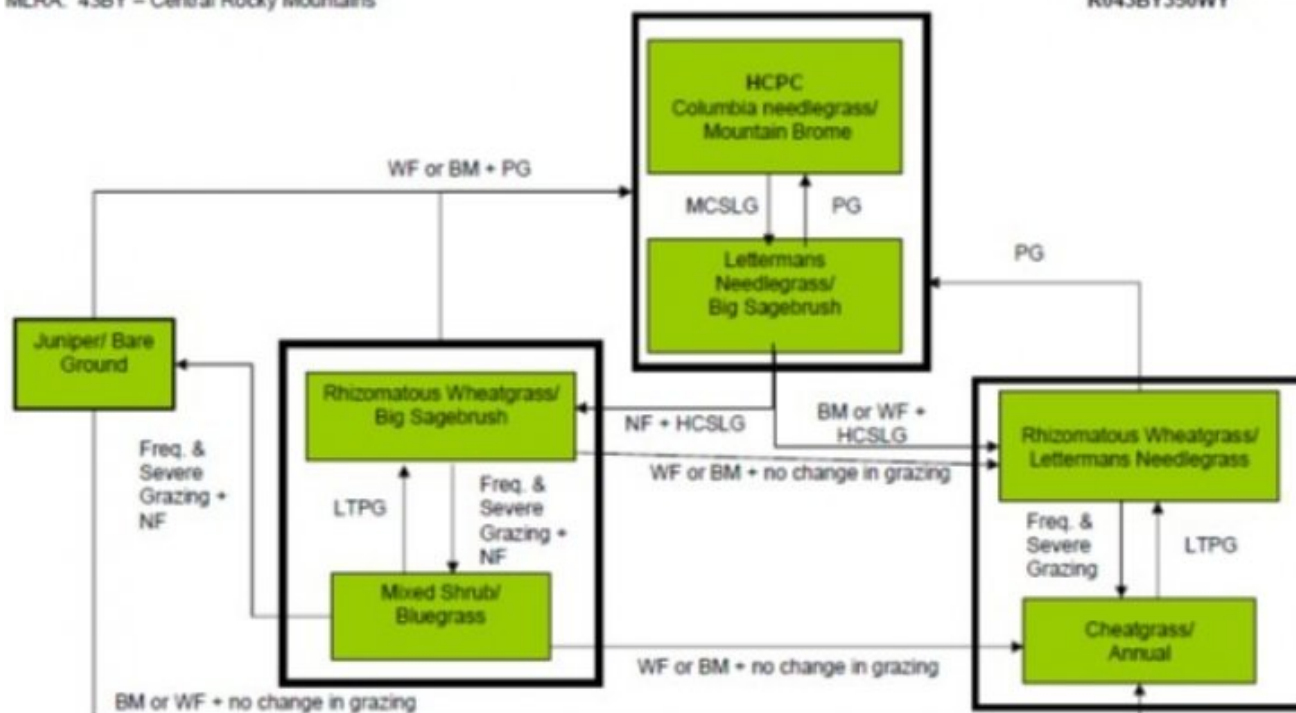 MLRA: 43BY – Central Rocky Mountains
R043BY350WY
HCPC
Columbia needlegrass/
Mountain Brome
WF or BM + PG
MCSLG
PG
Lettermans
Needlegrass/
Big Sagebrush
PG
Juniper/ Bare
Ground
Rhizomatous Wheatgrass/
Big Sagebrush
NF + HCSLG
BM or WF +
HCSLG
Rhizomatous Wheatgrass/
Lettermans Needlegrass
WF or BM + no change in grazing
Freq. &
Severe
Grazing +
NF
LTPG
Freq. &
Severe
Grazing +
NF
Freq. &
Severe
Grazing
LTPG
Mixed Shrub/
Bluegrass
Cheatgrass/
Annual
WF or BM + no change in grazing
BM or WF + no change in grazing